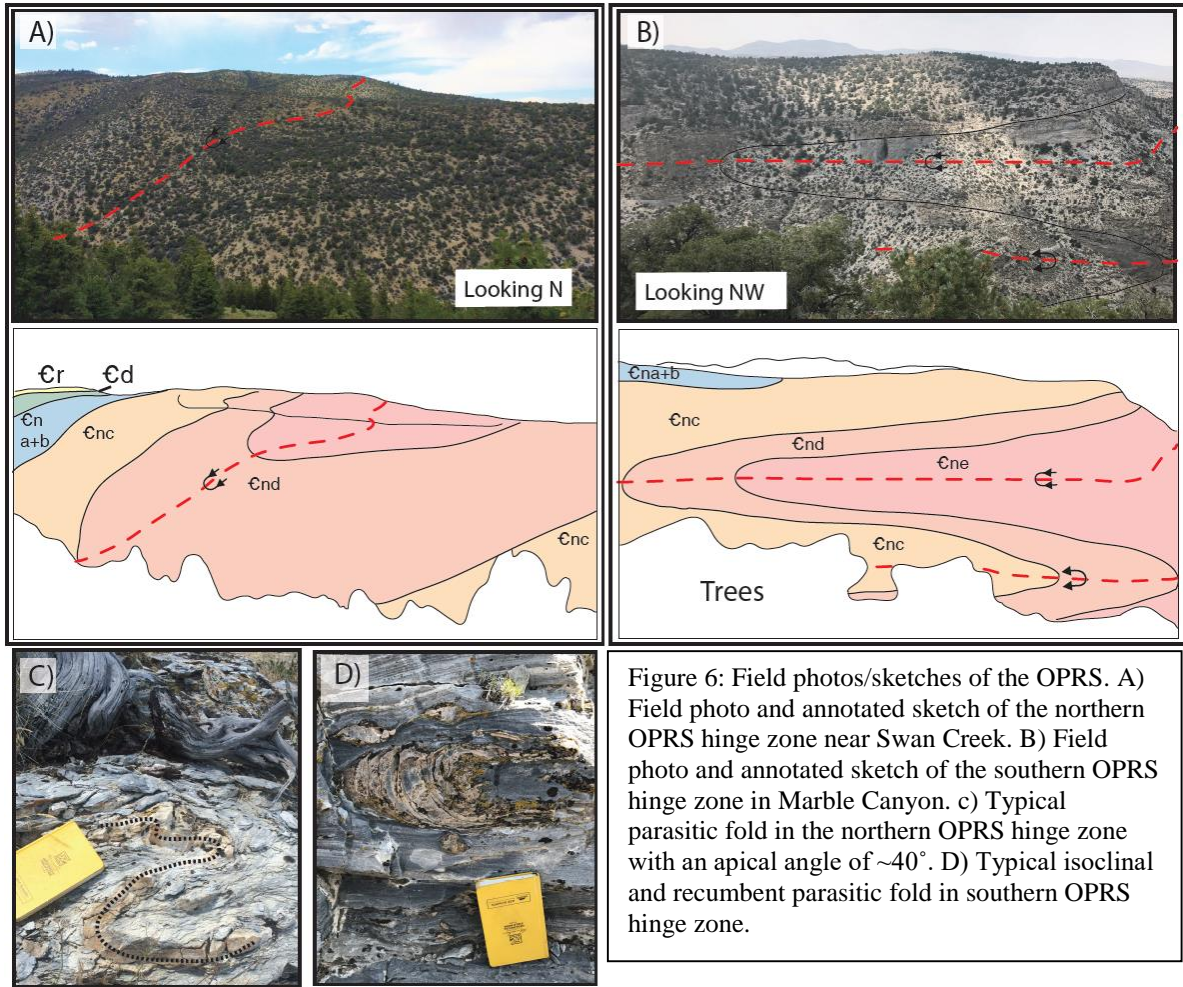 A)
Looking N
B)
Looking NW
Єr
Єd
Єn
a+b
Єnc
Єnd
Єnc
Єna+b
Єnc
Єnd
Єne
Єnc
Trees
C)
D)
Figure 6: Field photos/sketches of the OPRS. A)
Field photo and annotated sketch of the northern
OPRS hinge zone near Swan Creek. B) Field
photo and annotated sketch of the southern OPRS
hinge zone in Marble Canyon. c) Typical
parasitic fold in the northern OPRS hinge zone
with an apical angle of ~40˚. D) Typical isoclinal
and recumbent parasitic fold in southern OPRS
hinge zone.